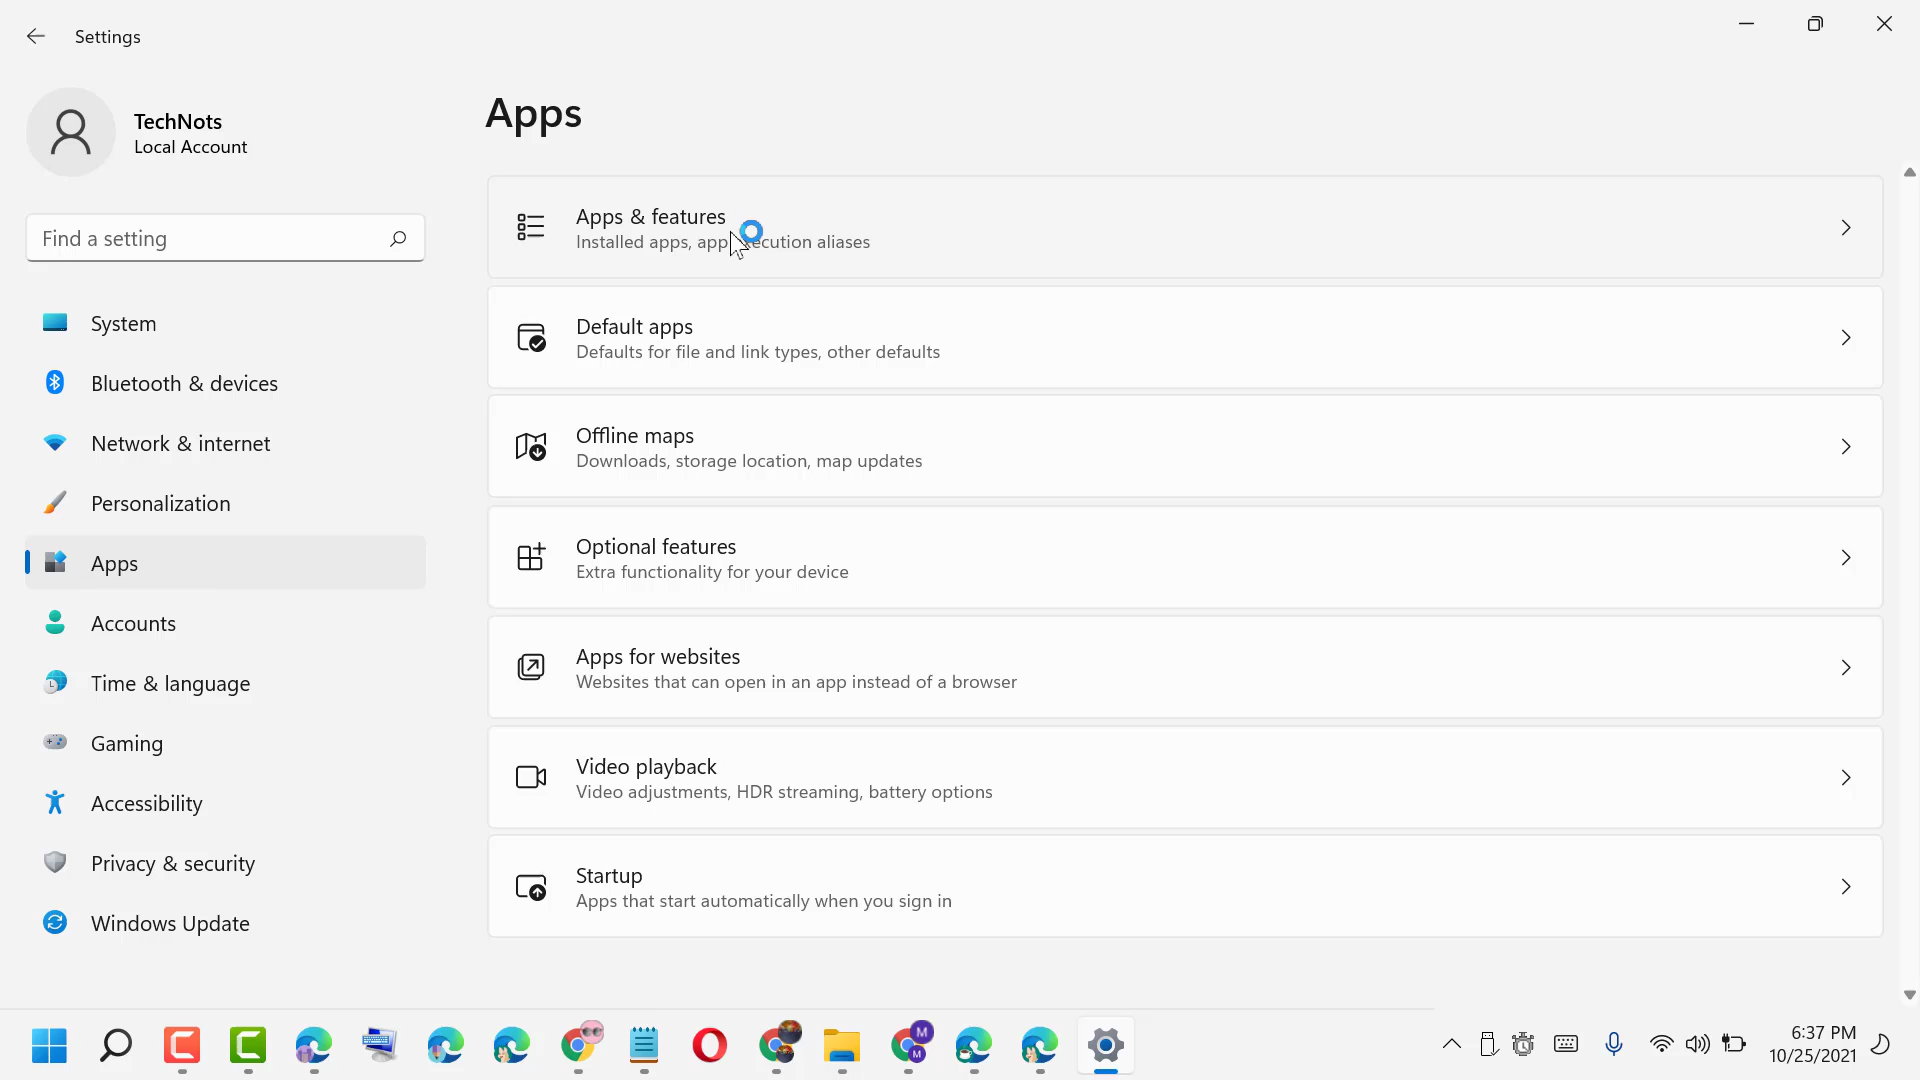 Settings
TechNots
Local Account
Find a setting
System
Bluetooth & devices
Network & internet
Personalization
Apps
Accounts
Time & language
Gaming
Accessibility
Privacy & security
Windows Update
Apps
Apps & features
Installed apps, app ecution aliases
Default apps
Defaults for file and link types, other defaults
Offline maps
Downloads, storage location, map updates
Optional features
Extra functionality for your device
Apps for websites
Websites that can open in an app instead of a browser
Video playback
Video adjustments, HDR streaming, battery options
Startup
Apps that start automatically when you sign in
M
M
6:37 PM
10/25/2021